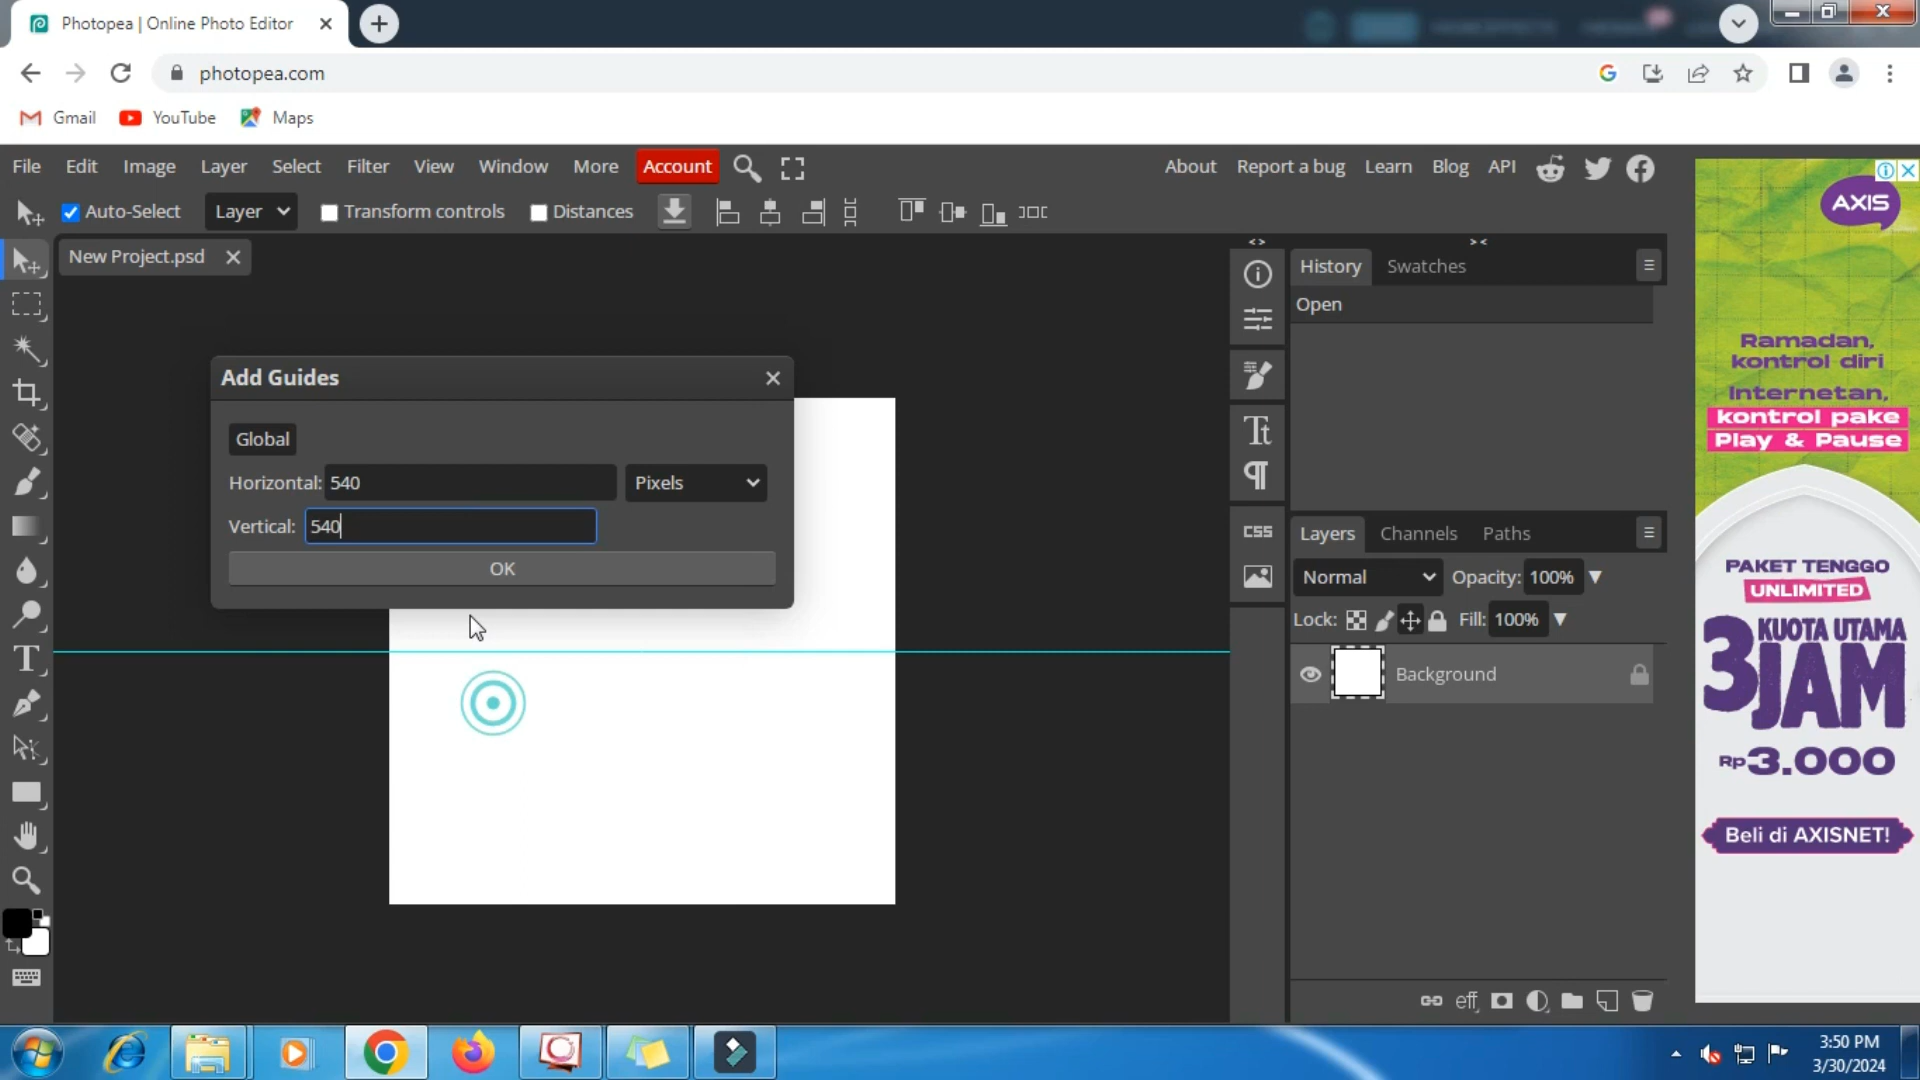 Photopea | Online Photo Editor
photopea.com
Gmail YouTube Maps
File Edit Image Layer Select Filter View Window More Account About Report a bug Learn Blog API
Auto-Select Layer Transform controls Distances
New Project.psd
History Swatches
Open
Add Guides
Global
Horizontal: 540 Pixels
Vertical: 540
OK
CSS
Layers Channels Paths
Normal Opacity: 100%
Lock: Fill: 100%
Background
eff
T
Tt
AXIS
Ramadan,
kontrol diri
Internetan,
kontrol pake
Play & Pause
PAKET TENGGO
UNLIMITED
3 KUOTA UTAMA
JAM
Rp3.000
Beli di AXISNET!
3:50 PM
3/30/2024